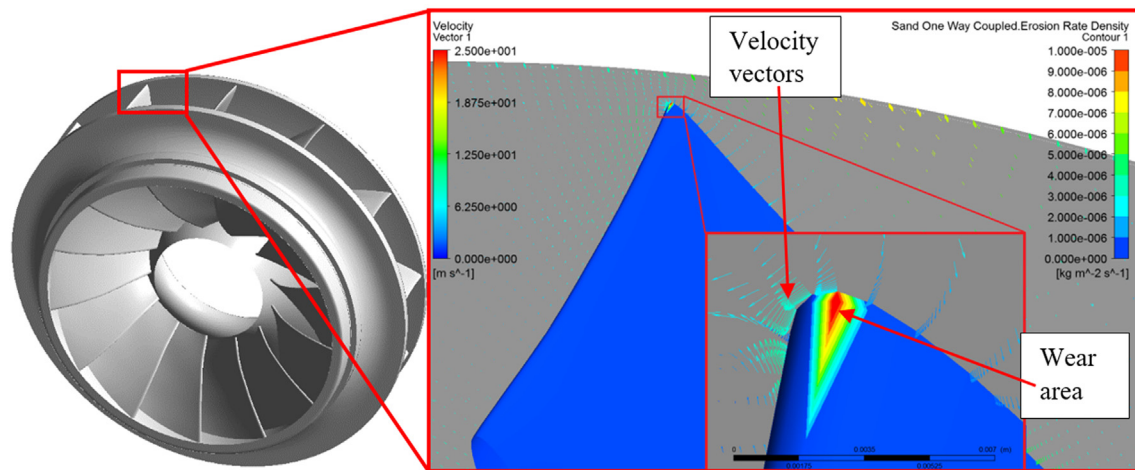 Velocity
Vector 1
2.500e+001
1.875e+001
1.250e+001
6.250e+000
0.000e+000
[m s^-1]
Velocity
vectors
Sand One Way Coupled.Erosion Rate Density
Contour 1
1.000e-005
9.000e-006
8.000e-006
7.000e-006
6.000e-006
5.000e-006
4.000e-006
3.000e-006
2.000e-006
1.000e-006
0.000e+000
[kg m^-2 s^-1]
Wear
area
0
0.0035
0.007
(m)
0.00175
0.00525